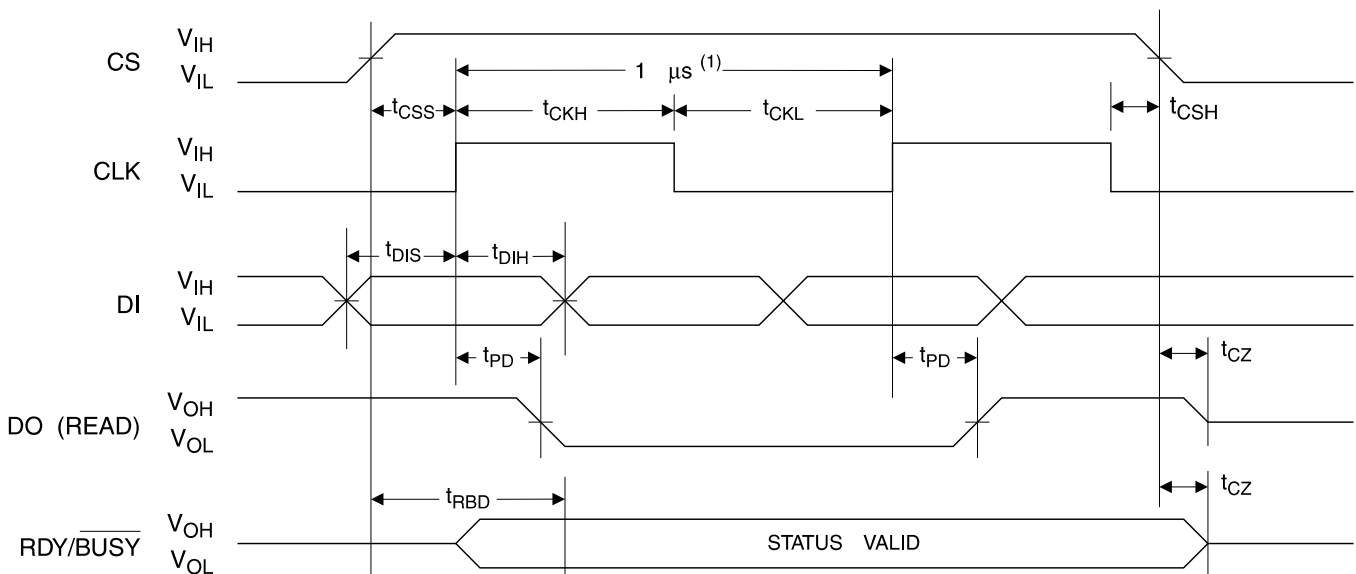 CS
V_IH
V_IL
1 μs (1)
t_CSS
t_CKH
t_CKL
t_CSH
CLK
V_IH
V_IL
t_DIS
t_DIH
DI
V_IH
V_IL
t_PD
t_PD
t_CZ
DO (READ)
V_OH
V_OL
t_RBD
t_CZ
RDY/BUSY
V_OH
V_OL
STATUS VALID